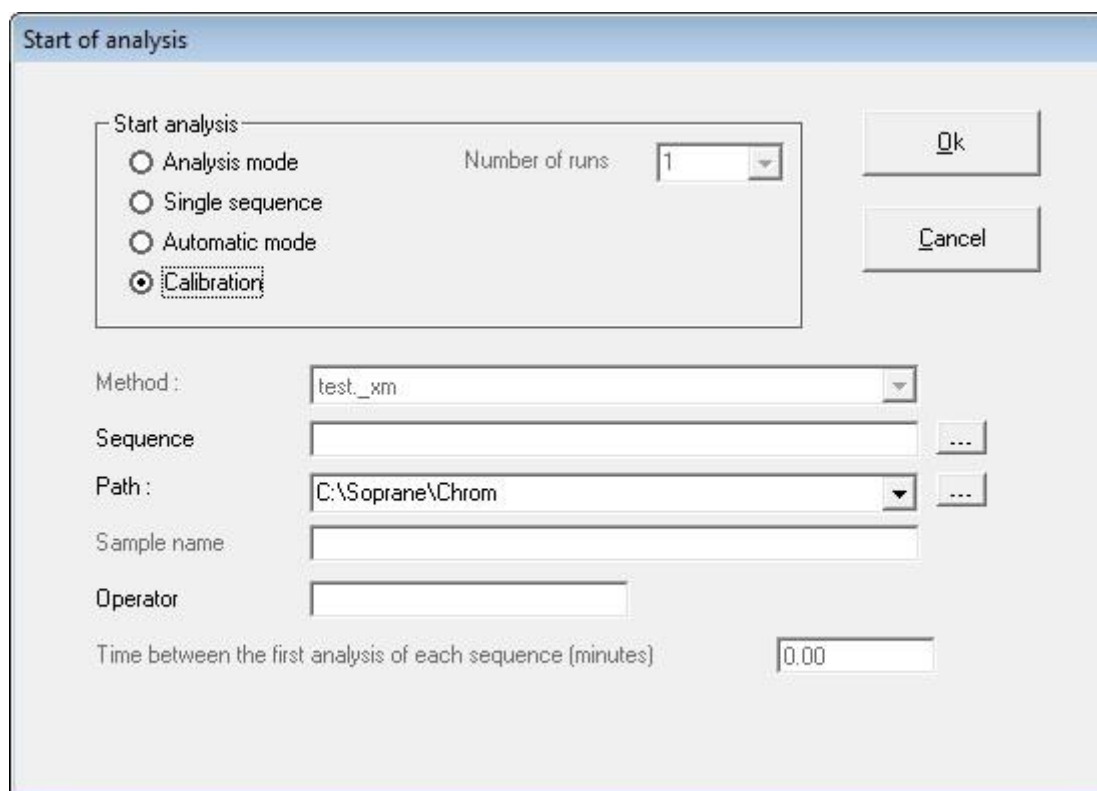 Start of analysis
Start analysis
Analysis mode
Number of runs
1
Ok
Single sequence
Automatic mode
Cancel
Calibration
Method :
test._xm
Sequence
...
Path :
C:\Soprane\Chrom
...
Sample name
Operator
Time between the first analysis of each sequence (minutes)
0.00